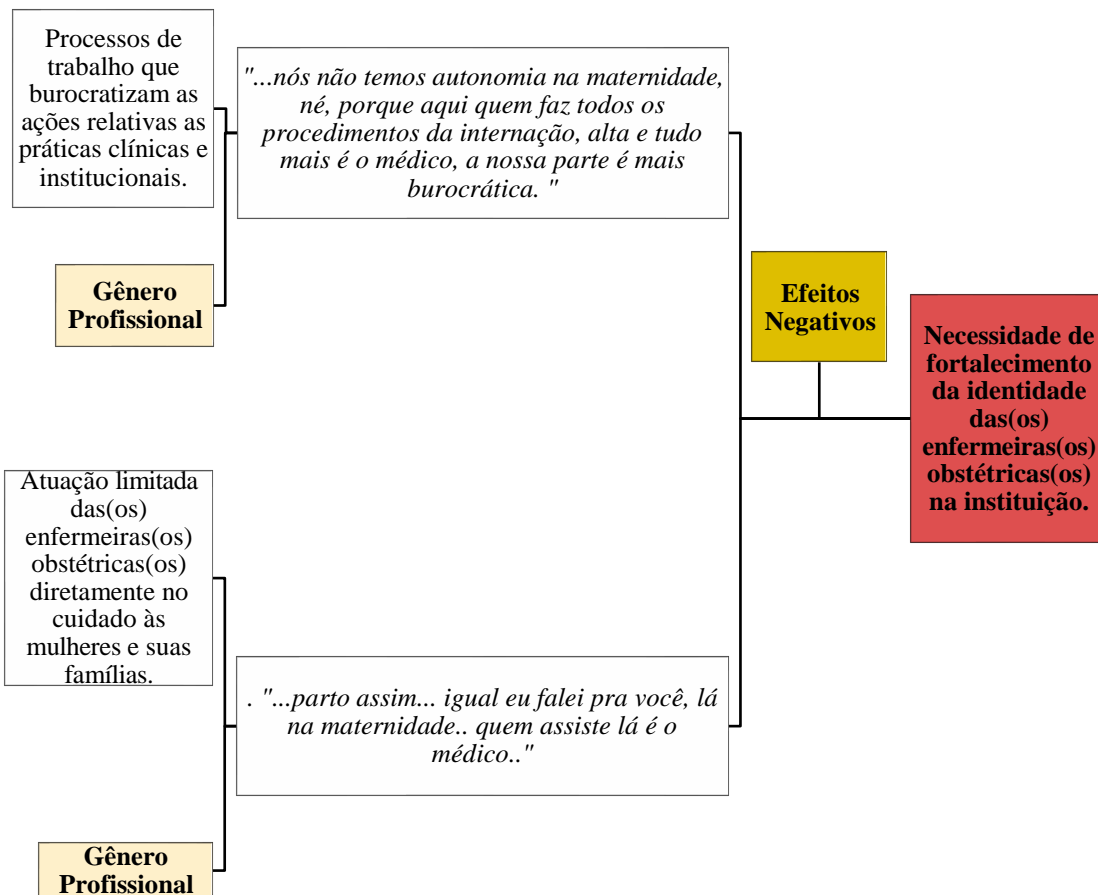 Processos de
trabalho que
burocratizam as
ações relativas as
práticas clínicas e
institucionais.
"...nós não temos autonomia na maternidade,
né, porque aqui quem faz todos os
procedimentos da internação, alta e tudo
mais é o médico, a nossa parte é mais
burocrática. "
Gênero
Profissional
Efeitos
Negativos
Necessidade de
fortalecimento
da identidade
das(os)
enfermeiras(os)
obstétricas(os)
na instituição.
Atuação limitada
das(os)
enfermeiras(os)
obstétricas(os)
diretamente no
cuidado às
mulheres e suas
famílias.
. "...parto assim... igual eu falei pra você, lá
na maternidade.. quem assiste lá é o
médico.."
Gênero
Profissional